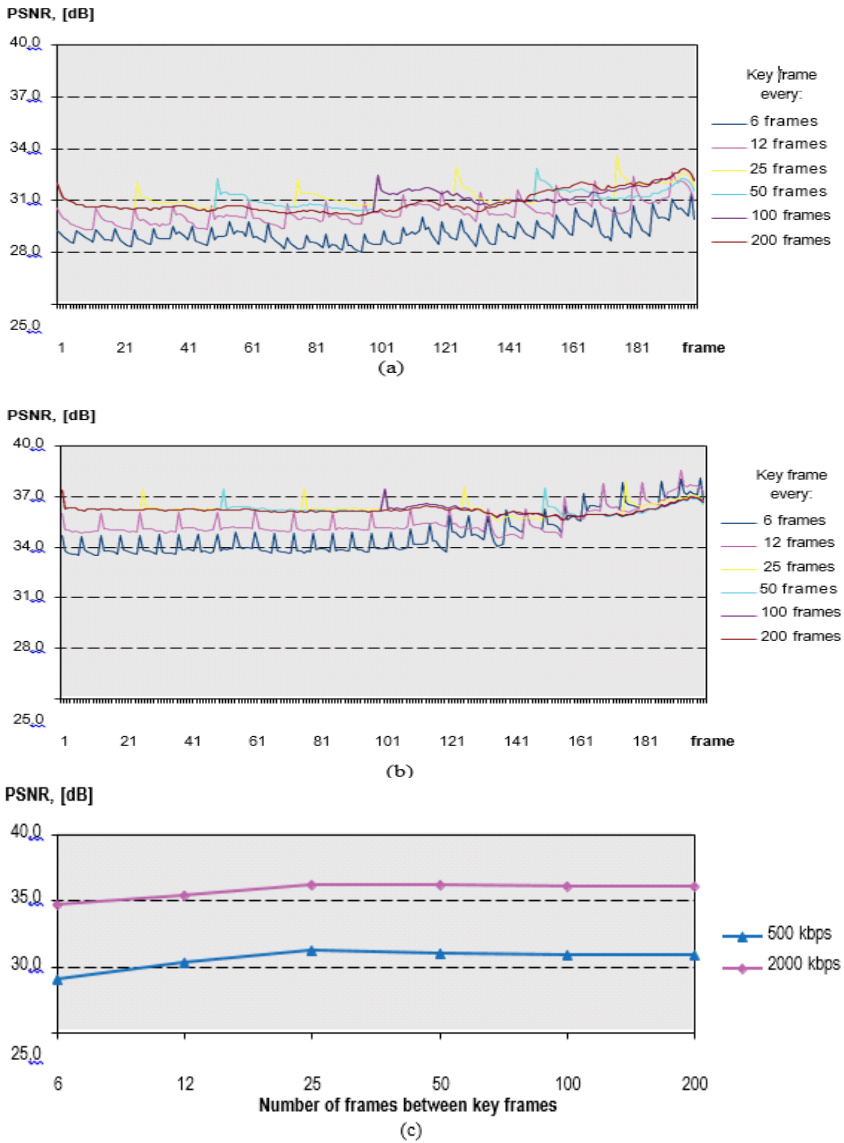 PSNR, [dB]
40,0
37,0
34,0
31,0
28,0
25,0
1 21 41 61 81 101 121 141 161 181 frame
Key frame
every:
6 frames
12 frames
25 frames
50 frames
100 frames
200 frames
(a)
PSNR, [dB]
40,0
37,0
34,0
31,0
28,0
25,0
1 21 41 61 81 101 121 141 161 181 frame
Key frame
every:
6 frames
12 frames
25 frames
50 frames
100 frames
200 frames
(b)
PSNR, [dB]
40,0
35,0
30,0
25,0
6 12 25 50 100 200
Number of frames between key frames
500 kbps
2000 kbps
(c)